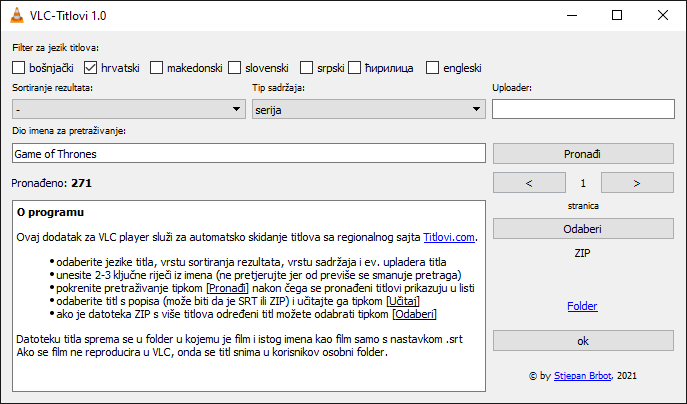 VLC-Titlovi 1.0
Filter za jezik titlova:
bošnjački hrvatski makedonski slovenski srpski ћирилица engleski
Sortiranje rezultata: Tip sadržaja: Uploader:
- serija
Dio imena za pretraživanje:
Game of Thrones Pronađi
Pronađeno: 271 < 1 >
stranica
O programu
Odaberi
Ovaj dodatak za VLC player služi za automatsko skidanje titlova sa regionalnog sajta Titlovi.com.
ZIP
• odaberite jezike titla, vrstu sortiranja rezultata, vrstu sadržaja i ev. upladera titla
• unesite 2-3 ključne riječi iz imena (ne pretjerujte jer od previše se smanuje pretraga)
• pokrenite pretraživanje tipkom [Pronađi] nakon čega se pronađeni titlovi prikazuju u listi
• odaberite titl s popisa (može biti da je SRT ili ZIP) i učitajte ga tipkom [Učitaj]
Folder
• ako je datoteka ZIP s više titlova određeni titl možete odabrati tipkom [Odaberi]
Datoteku titla sprema se u folder u kojemu je film i istog imena kao film samo s nastavkom .srt
ok
Ako se film ne reproducira u VLC, onda se titl snima u korisnikov osobni folder.
© by Stjepan Brbot, 2021